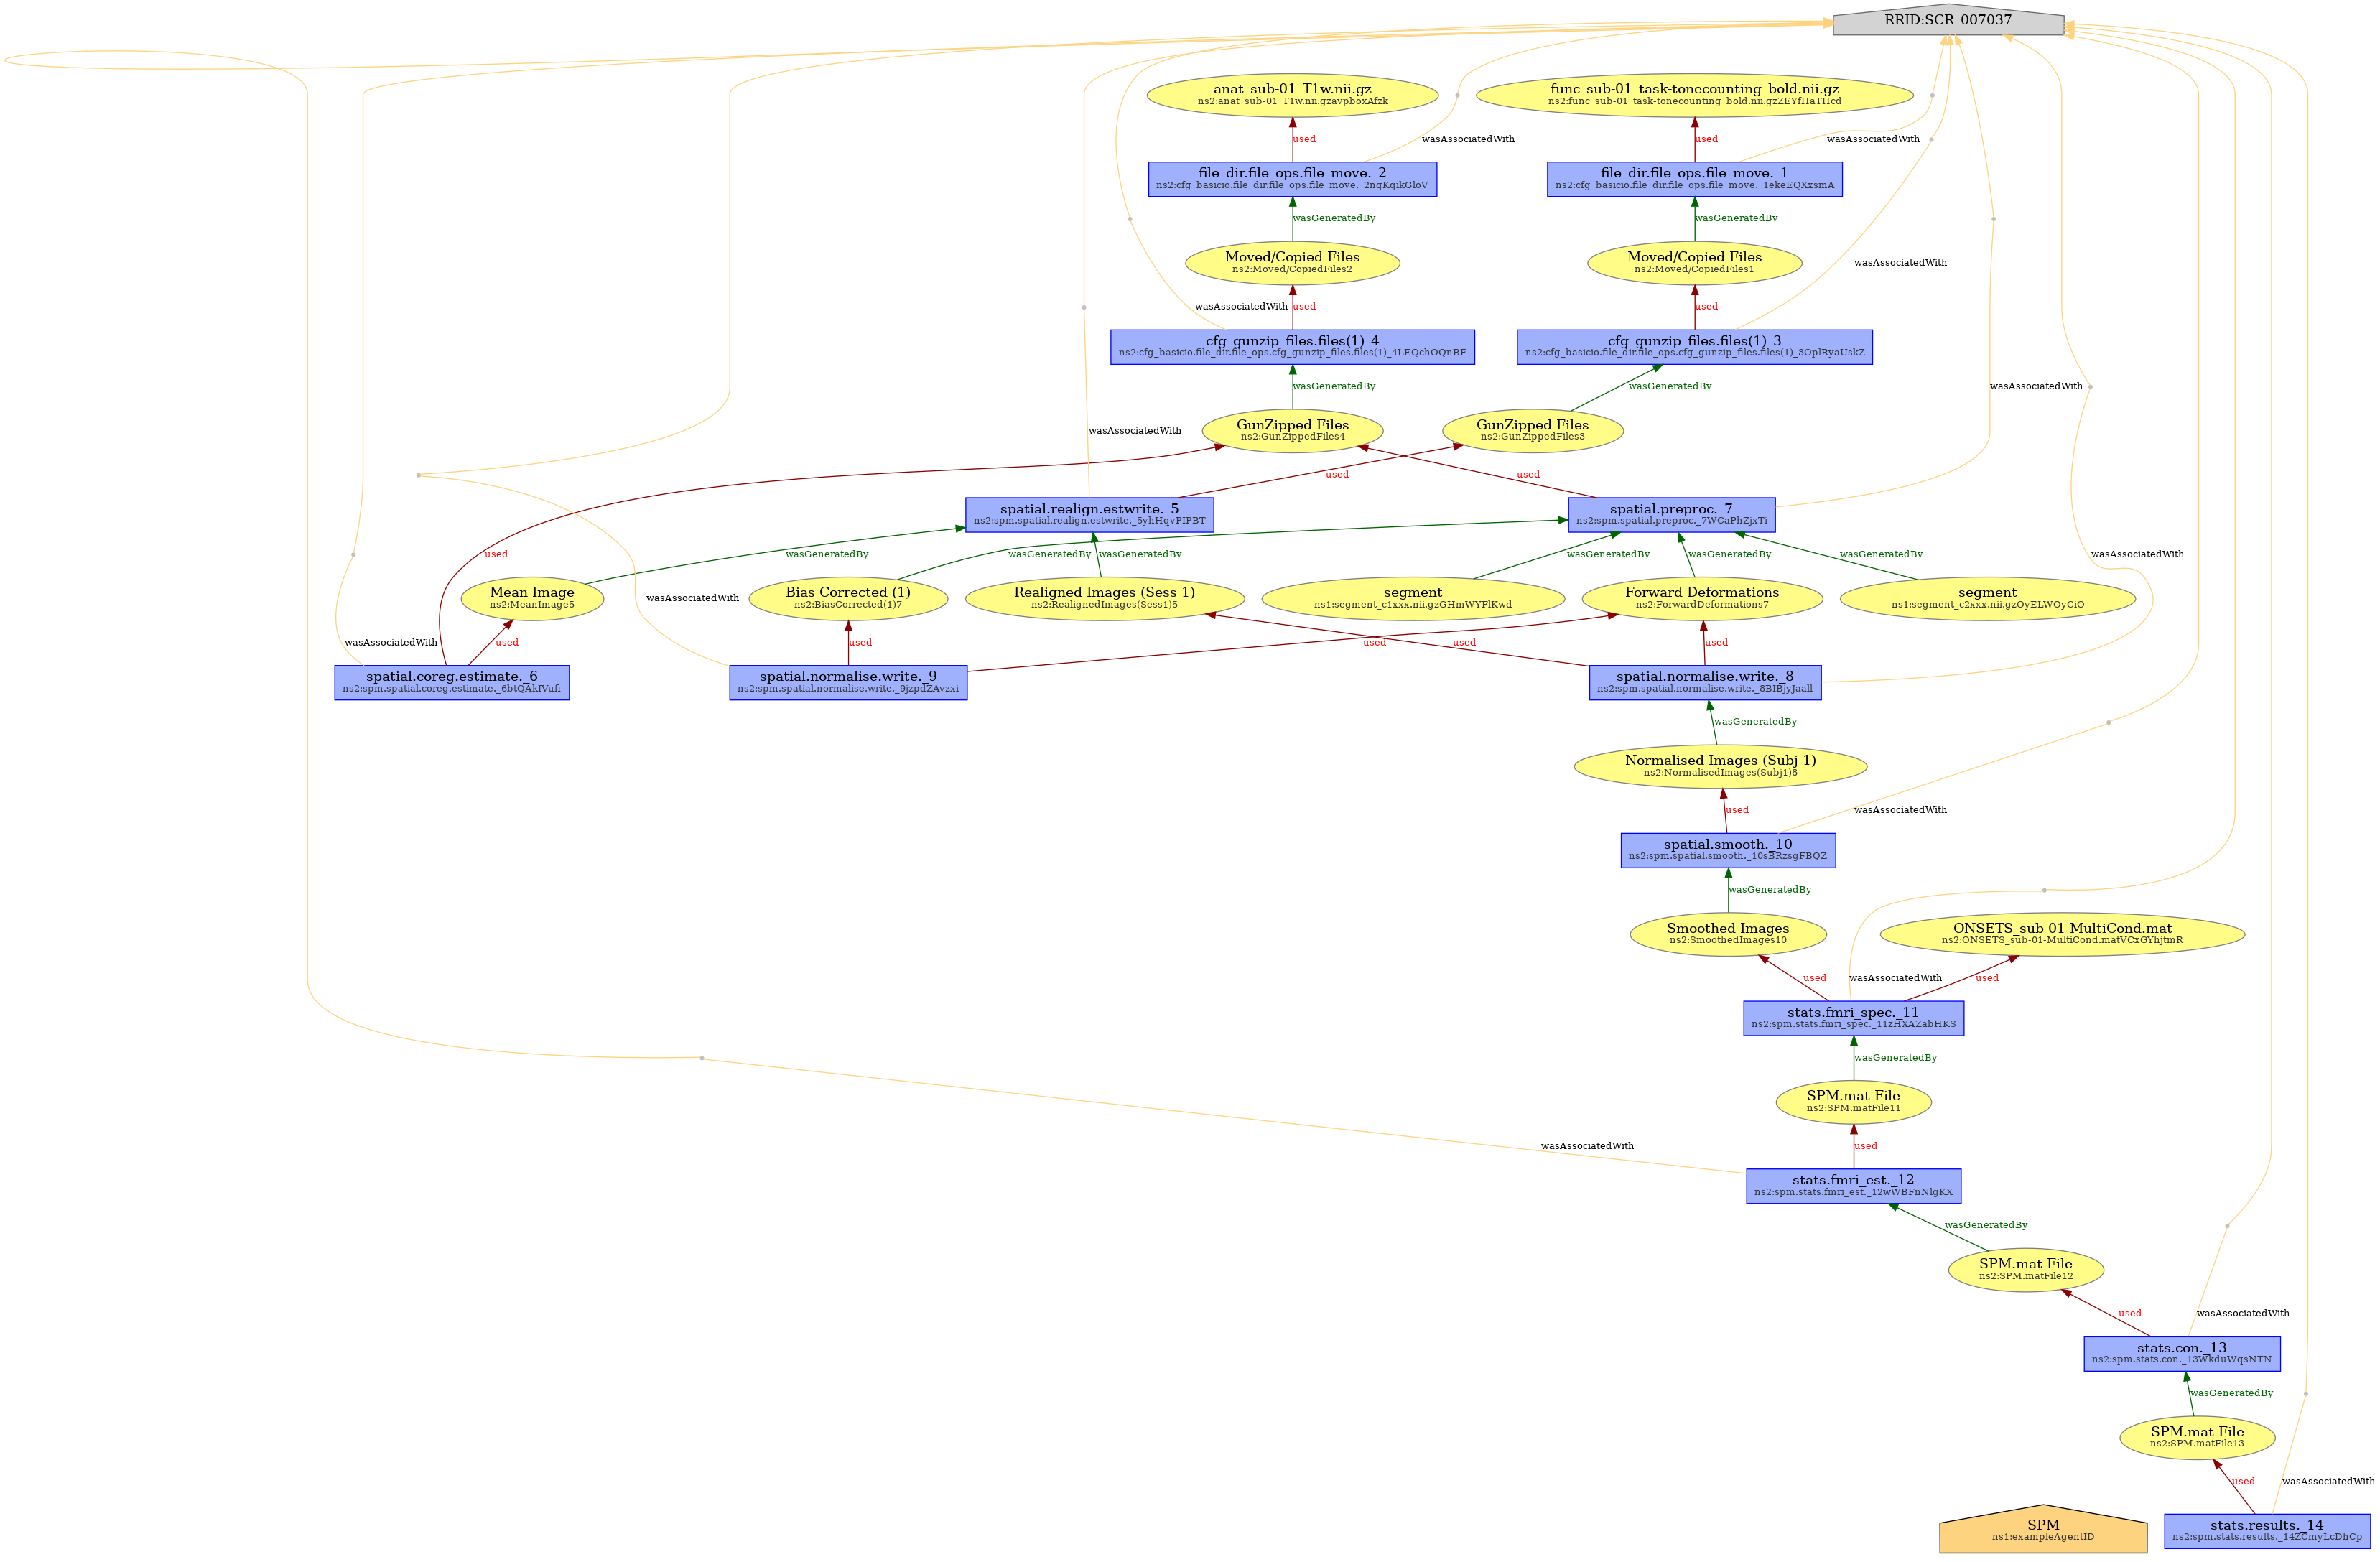 RRID:SCR_007037
anat_sub-01_T1w.nii.gz
ns2:anat_sub-01_T1w.nii.gzavpboxAfzk
func_sub-01_task-tonecounting_bold.nii.gz
ns2:func_sub-01_task-tonecounting_bold.nii.gzZEYfHaTHcd
used
wasAssociatedWith
used
wasAssociatedWith
file_dir.file_ops.file_move._2
ns2:cfg_basicio.file_dir.file_ops.file_move._2nqKqikGloV
file_dir.file_ops.file_move._1
ns2:cfg_basicio.file_dir.file_ops.file_move._1ekeEQXxsmA
wasGeneratedBy
wasGeneratedBy
Moved/Copied Files
ns2:Moved/CopiedFiles2
Moved/Copied Files
ns2:Moved/CopiedFiles1
wasAssociatedWith
wasAssociatedWith
used
used
cfg_gunzip_files.files(1)_4
ns2:cfg_basicio.file_dir.file_ops.cfg_gunzip_files.files(1)_4LEQchOQnBF
cfg_gunzip_files.files(1)_3
ns2:cfg_basicio.file_dir.file_ops.cfg_gunzip_files.files(1)_3OplRyaUskZ
wasGeneratedBy
wasGeneratedBy
wasAssociatedWith
GunZipped Files
ns2:GunZippedFiles4
GunZipped Files
ns2:GunZippedFiles3
wasAssociatedWith
used
used
spatial.realign.estwrite._5
ns2:spm.spatial.realign.estwrite._5yhHqvPIPBT
spatial.preproc._7
ns2:spm.spatial.preproc._7WCaPhZjxTi
used
wasGeneratedBy
wasGeneratedBy
wasGeneratedBy
wasGeneratedBy
wasGeneratedBy
wasGeneratedBy
wasAssociatedWith
Mean Image
ns2:MeanImage5
Bias Corrected (1)
ns2:BiasCorrected(1)7
Realigned Images (Sess 1)
ns2:RealignedImages(Sess1)5
segment
ns1:segment_c1xxx.nii.gzGHmWYFlKwd
Forward Deformations
ns2:ForwardDeformations7
segment
ns1:segment_c2xxx.nii.gzOyELWOyCiO
wasAssociatedWith
wasAssociatedWith
used
used
used
used
used
spatial.coreg.estimate._6
ns2:spm.spatial.coreg.estimate._6btQAkIVufi
spatial.normalise.write._9
ns2:spm.spatial.normalise.write._9jzpdZAvzxi
spatial.normalise.write._8
ns2:spm.spatial.normalise.write._8BIBjyJaall
wasGeneratedBy
Normalised Images (Subj 1)
ns2:NormalisedImages(Subj1)8
used
wasAssociatedWith
spatial.smooth._10
ns2:spm.spatial.smooth._10sBRzsgFBQZ
wasGeneratedBy
Smoothed Images
ns2:SmoothedImages10
ONSETS_sub-01-MultiCond.mat
ns2:ONSETS_sub-01-MultiCond.matVCxGYhjtmR
used
wasAssociatedWith
used
stats.fmri_spec._11
ns2:spm.stats.fmri_spec._11zHXAZabHKS
wasGeneratedBy
SPM.mat File
ns2:SPM.matFile11
wasAssociatedWith
used
stats.fmri_est._12
ns2:spm.stats.fmri_est._12wWBFnNlgKX
wasGeneratedBy
SPM.mat File
ns2:SPM.matFile12
used
wasAssociatedWith
stats.con._13
ns2:spm.stats.con._13WkduWqsNTN
wasGeneratedBy
SPM.mat File
ns2:SPM.matFile13
used
wasAssociatedWith
SPM
ns1:exampleAgentID
stats.results._14
ns2:spm.stats.results._14ZCmyLcDhCp